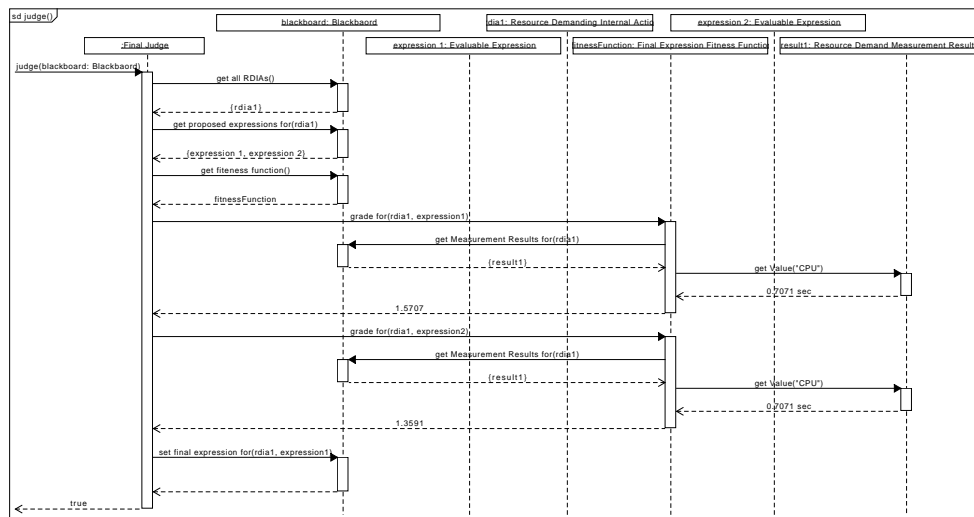 sd judge()
blackboard: Blackbaord
rdia1: Resource Demanding Internal Actio
expression 2: Evaluable Expression
:Final Judge
expression 1: Evaluable Expression
fitnessFunction: Final Expression Fitness Function
result1: Resource Demand Measurement Result
judge(blackboard: Blackbaord)
get all RDIAs()
{rdia1}
get proposed expressions for(rdia1)
{expression 1, expression 2}
get fiteness function()
fitnessFunction
grade for(rdia1, expression1)
get Measurement Results for(rdia1)
{result1}
get Value("CPU")
0.7071 sec
1.5707
grade for(rdia1, expression2)
get Measurement Results for(rdia1)
{result1}
get Value("CPU")
0.7071 sec
1.3591
set final expression for(rdia1, expression1)
true